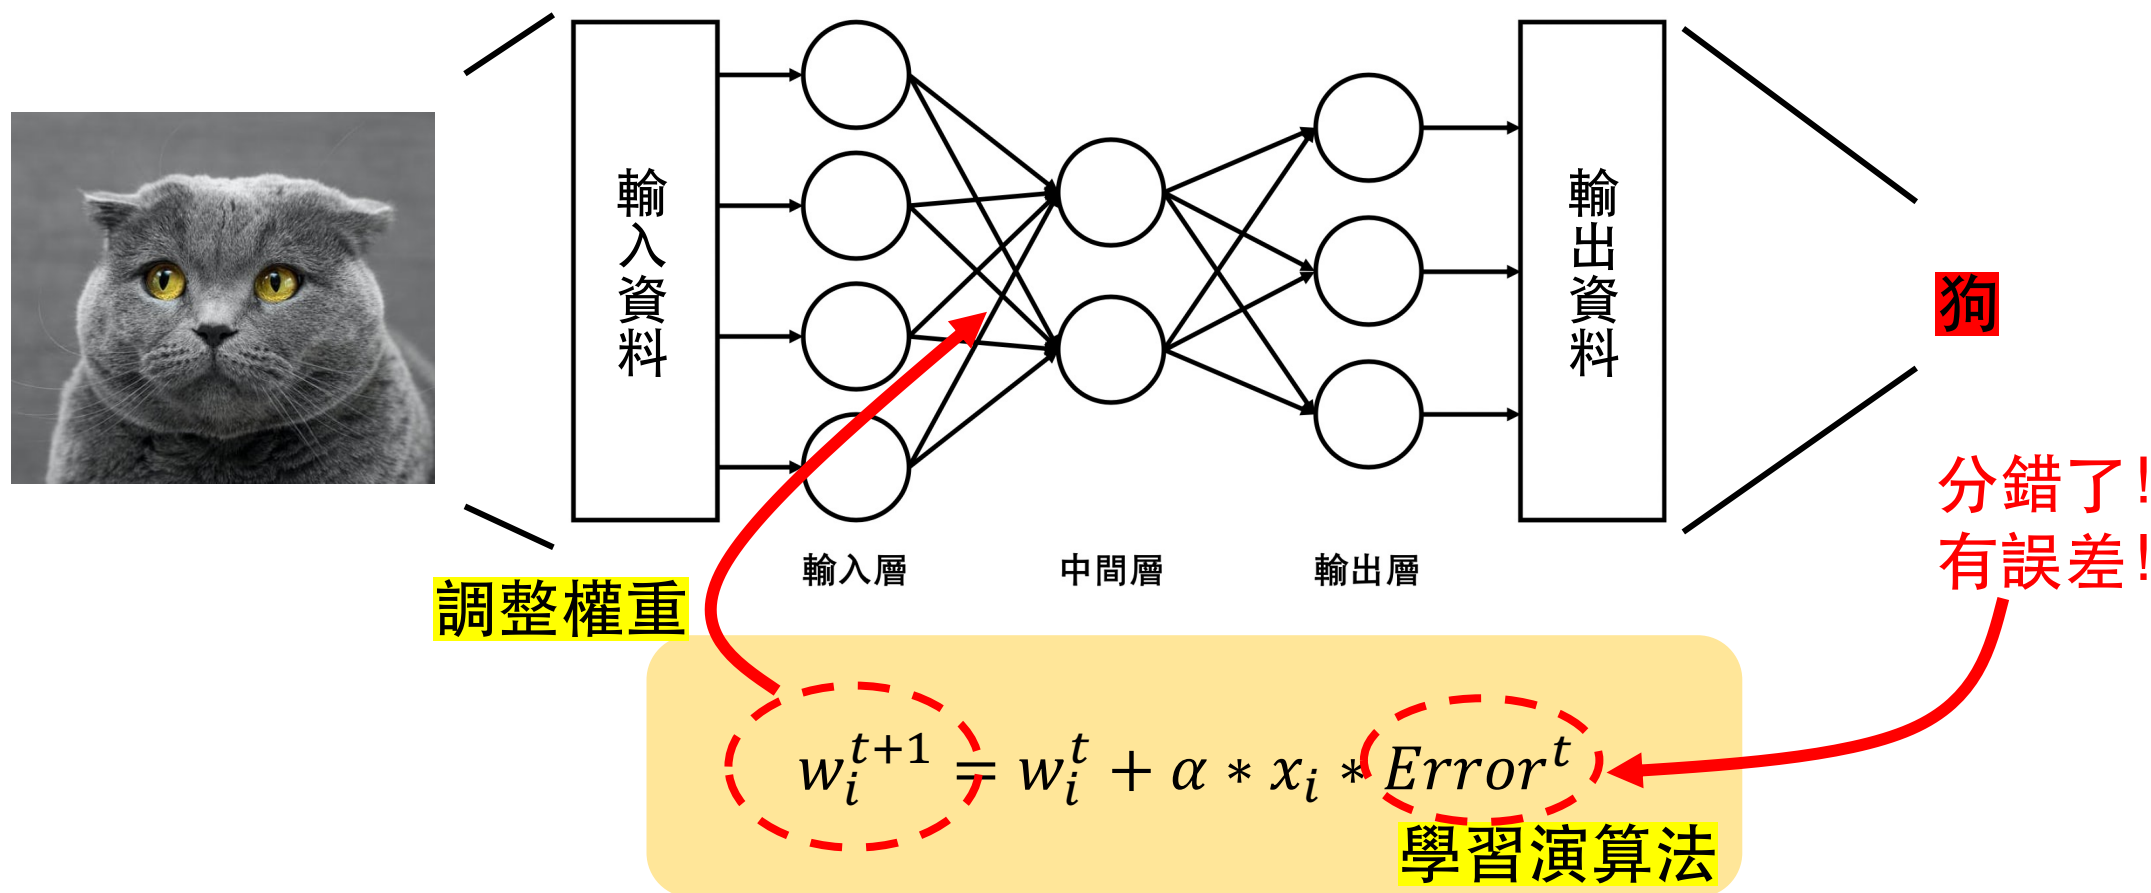 輸入資料
輸出資料
狗
分錯了!
有誤差!
輸入層
中間層
輸出層
調整權重
w_i^{t+1} = w_i^t + α * x_i * Error^t
學習演算法